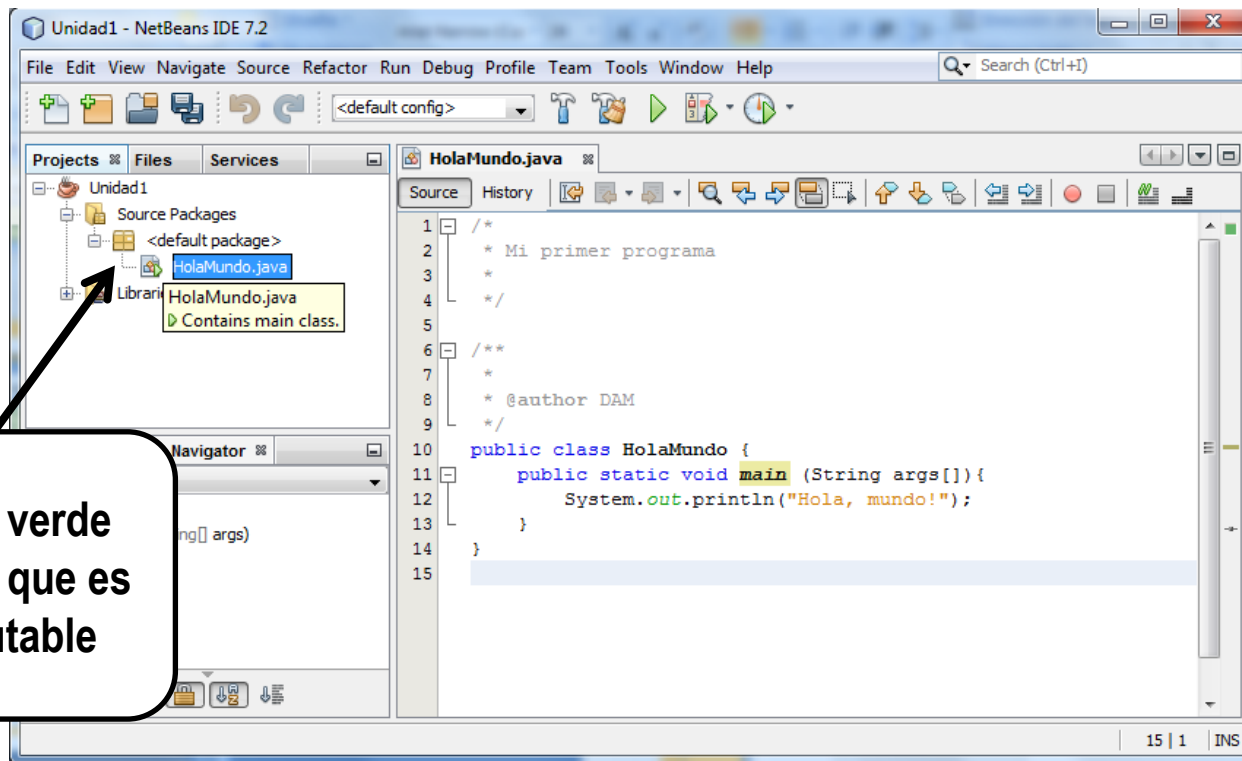 Unidad1 - NetBeans IDE 7.2
File Edit View Navigate Source Refactor Run Debug Profile Team Tools Window Help
Search (Ctrl+I)
<default config>
Projects Files Services
Unidad1
Source Packages
<default package>
HolaMundo.java
Librari
HolaMundo.java
Contains main class.
Navigator
ng[] args)
verde
que es
table
HolaMundo.java
Source History
1 /*
2 * Mi primer programa
3 *
4 */
5
6 /**
7 *
8 * @author DAM
9 */
10 public class HolaMundo {
11 public static void main (String args[]){
12 System.out.println("Hola, mundo!");
13 }
14 }
15
15 | 1 INS